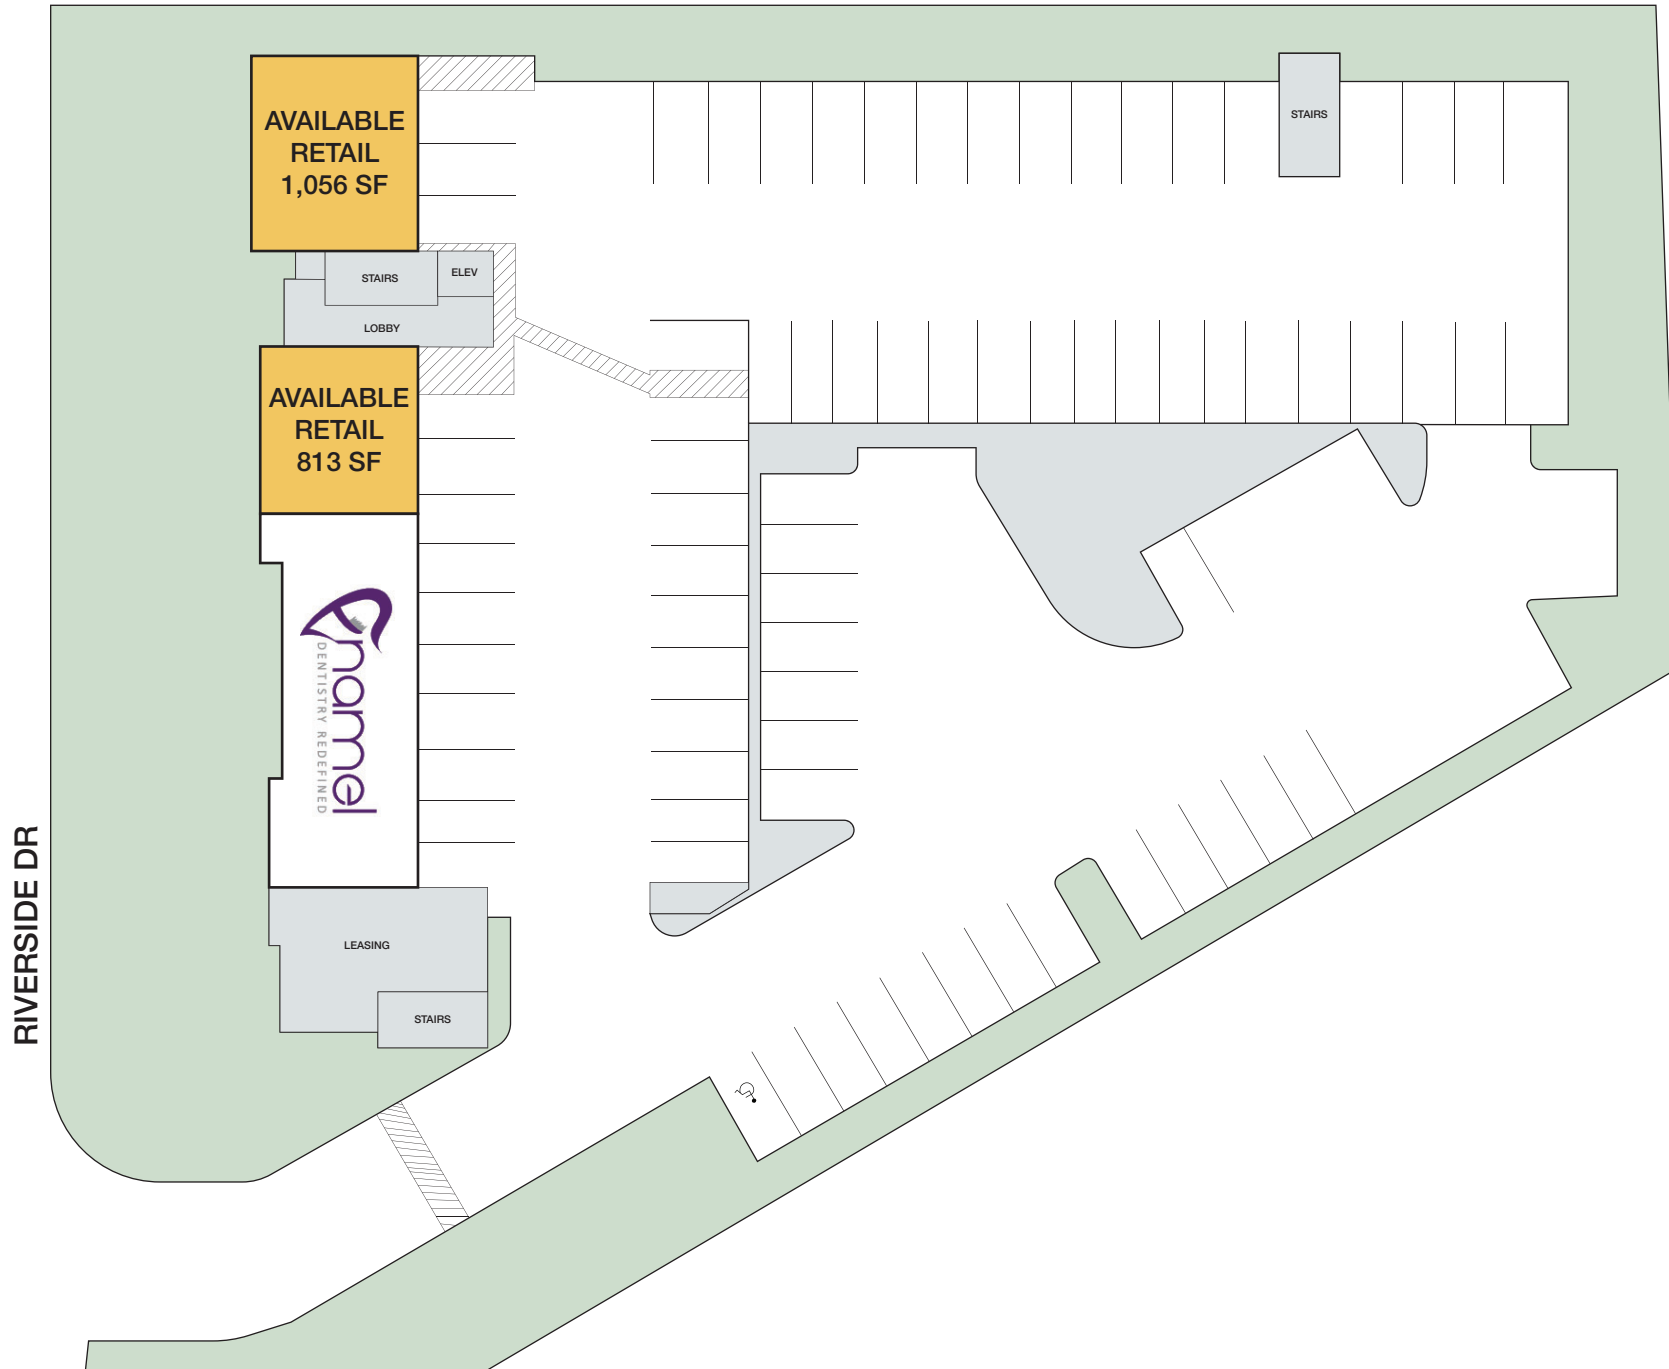 AVAILABLE
RETAIL
1,056 SF
STAIRS
STAIRS
ELEV
LOBBY
AVAILABLE
RETAIL
813 SF
enamel
DENTISTRY REDEFINED
LEASING
STAIRS
RIVERSIDE DR